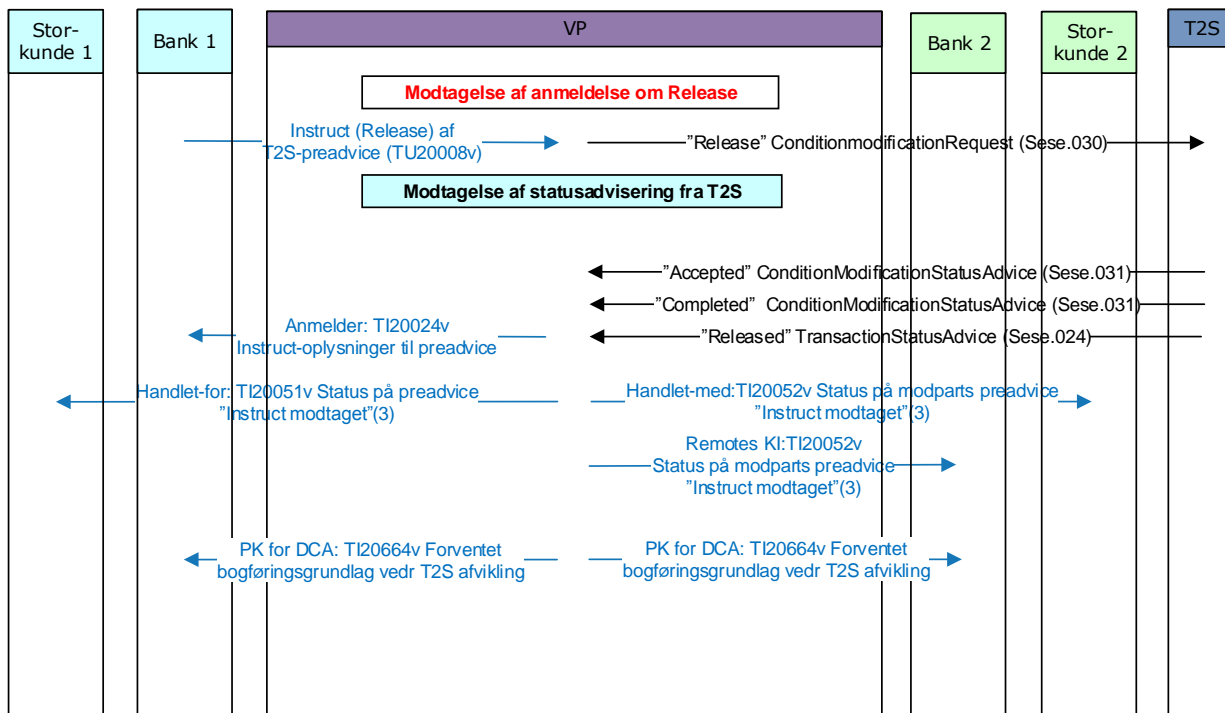 Stor-
kunde 1
Bank 1
VP
Bank 2
Stor-
kunde 2
T2S
Modtagelse af anmeldelse om Release
Instruct (Release) af
T2S-preadvice (TU20008v)
"Release" ConditionmodificationRequest (Sese.030)
Modtagelse af statusadvisering fra T2S
"Accepted" ConditionModificationStatusAdvice (Sese.031)
"Completed" ConditionModificationStatusAdvice (Sese.031)
Anmelder: TI20024v
Instruct-oplysninger til preadvice
"Released" TransactionStatusAdvice (Sese.024)
Handlet-for: TI20051v Status på preadvice
"Instruct modtaget"(3)
Handlet-med:TI20052v Status på modparts preadvice
"Instruct modtaget"(3)
Remotes KI:TI20052v
Status på modparts preadvice
"Instruct modtaget"(3)
PK for DCA: TI20664v Forventet
bogføringsgrundlag vedr T2S afvikling
PK for DCA: TI20664v Forventet
bogføringsgrundlag vedr T2S afvikling